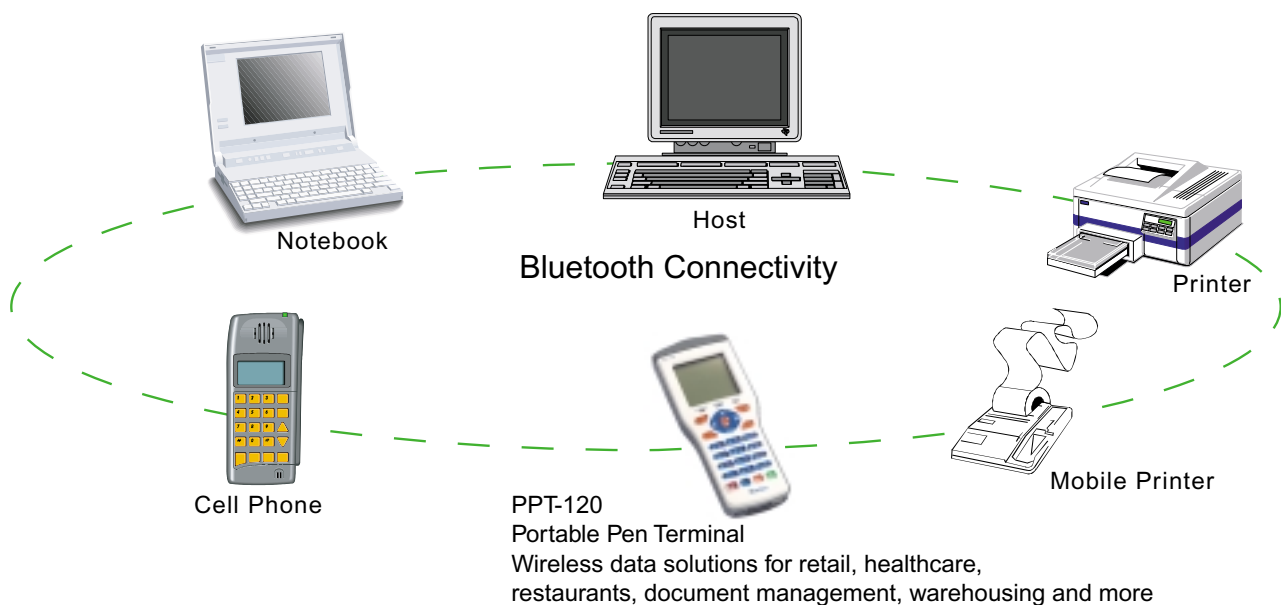 Notebook
Host
Bluetooth Connectivity
Printer
Cell Phone
Mobile Printer
PPT-120
Portable Pen Terminal
Wireless data solutions for retail, healthcare,
restaurants, document management, warehousing and more